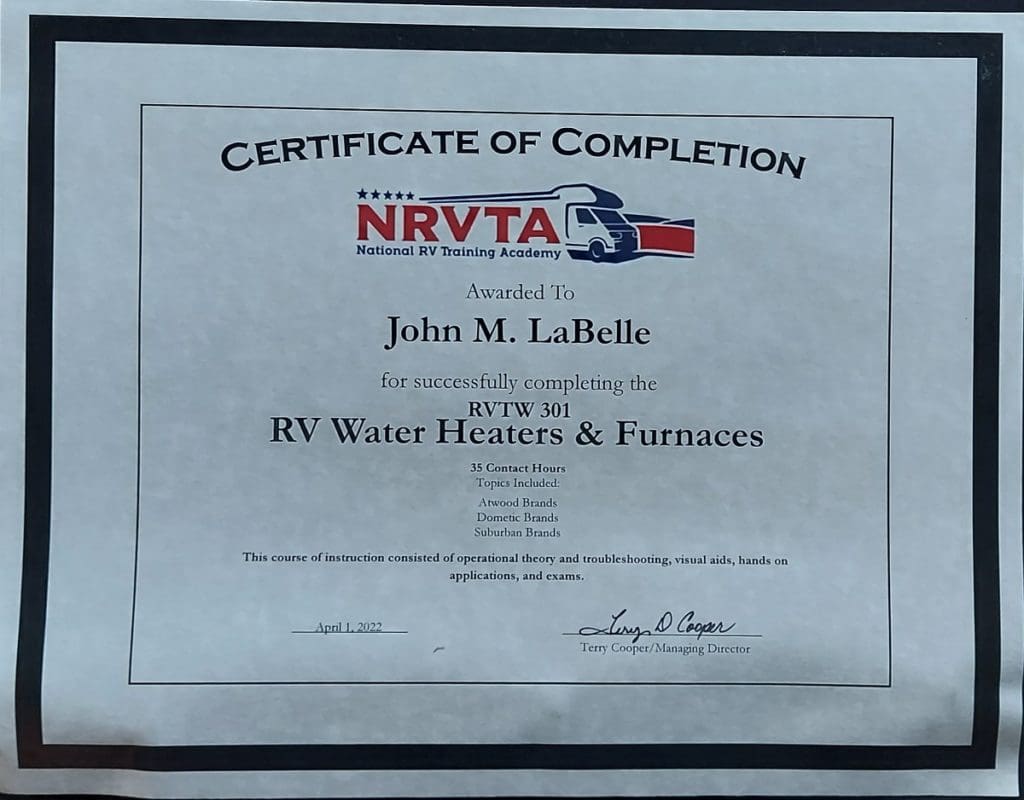 CERTIFICATE OF COMPLETION
NRVTA
National RV Training Academy
Awarded To
John M. LaBelle
for successfully completing the
RVTW 301
RV Water Heaters & Furnaces
35 Contact Hours
Topics Included:
Atwood Brands
Dometic Brands
Suburban Brands
This course of instruction consisted of operational theory and troubleshooting, visual aids, hands on
applications, and exams.
April 1, 2022
Terry D Cooper
Terry Cooper/Managing Director